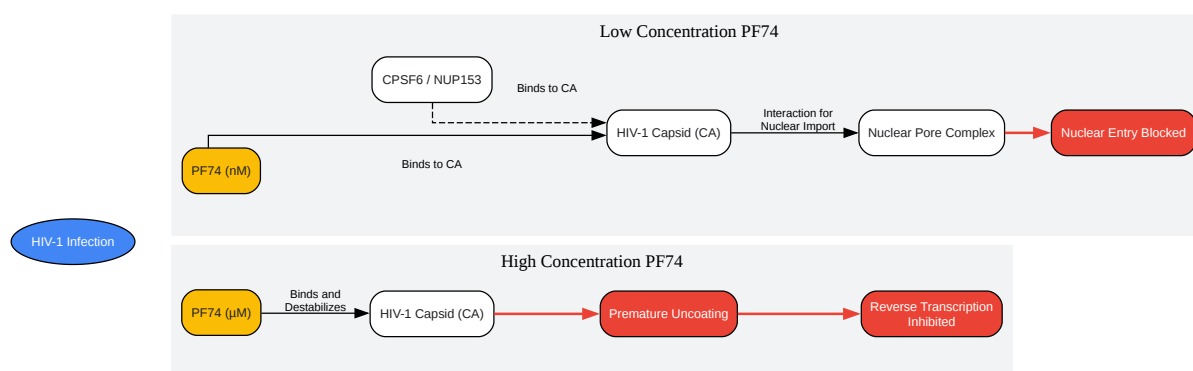 Low Concentration PF74
CPSF6 / NUP153
Binds to CA
HIV-1 Capsid (CA)
Interaction for
Nuclear Import
Nuclear Pore Complex
Nuclear Entry Blocked
Binds to CA
PF74 (nM)
HIV-1 Infection
High Concentration PF74
PF74 (µM)
Binds and
Destabilizes
HIV-1 Capsid (CA)
Premature Uncoating
Reverse Transcription
Inhibited